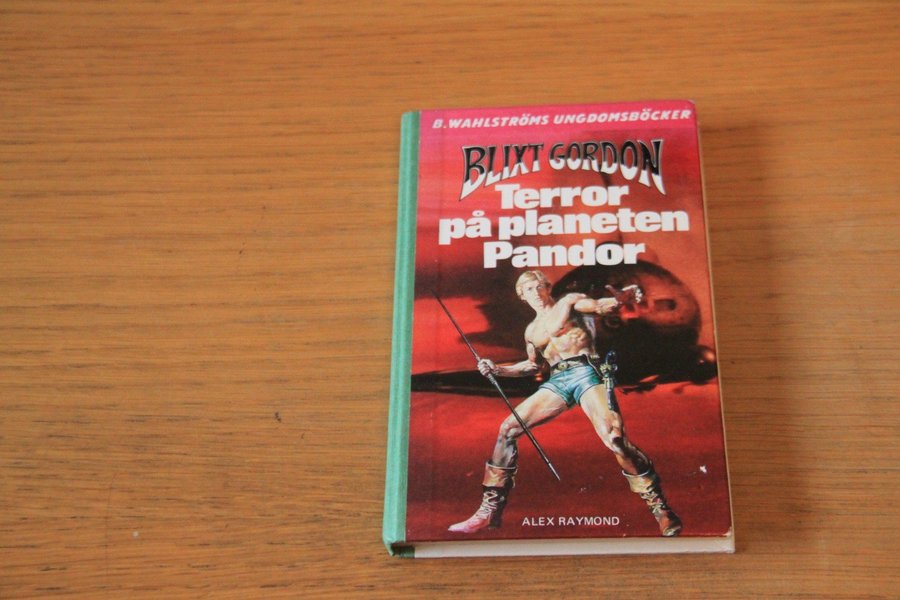 B.WAHLSTRÖMS UNGDOMSBÖCKER
BLIXT GORDON
Terror
på planeten
Pandor
ALEX RAYMOND